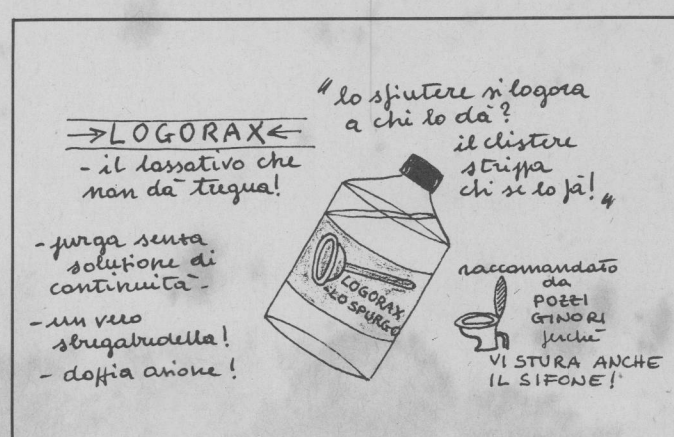 →LOGORAX←
- il lassativo che
non dà tregua!
"lo sfintere si logora
a chi lo dà?
il clistere
strippa
chi se lo fà!"
- purga senza
soluzione di
continuità -
- un vero
sbregabudella!
- doppia azione!
LOGORAX
"LO SPURGO"
raccomandato
da
POZZI
GINORI
perché
VI STURA ANCHE
IL SIFONE!